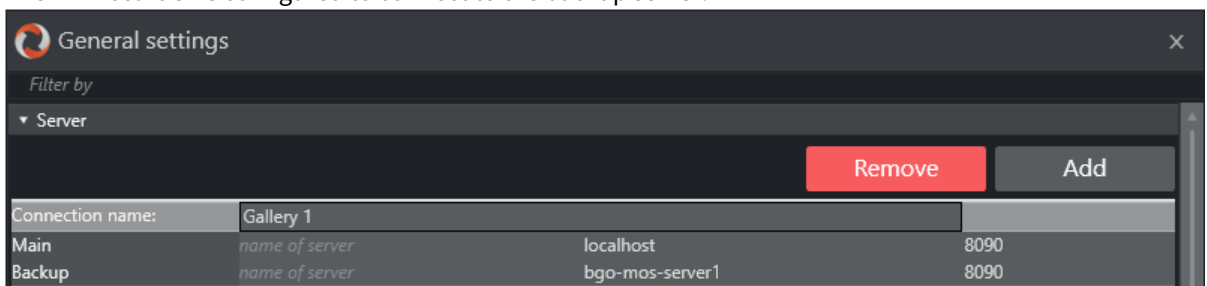 General settings
Filter by
Server
Remove Add
Connection name: Gallery 1
Main name of server localhost 8090
Backup name of server bgo-mos-server1 8090